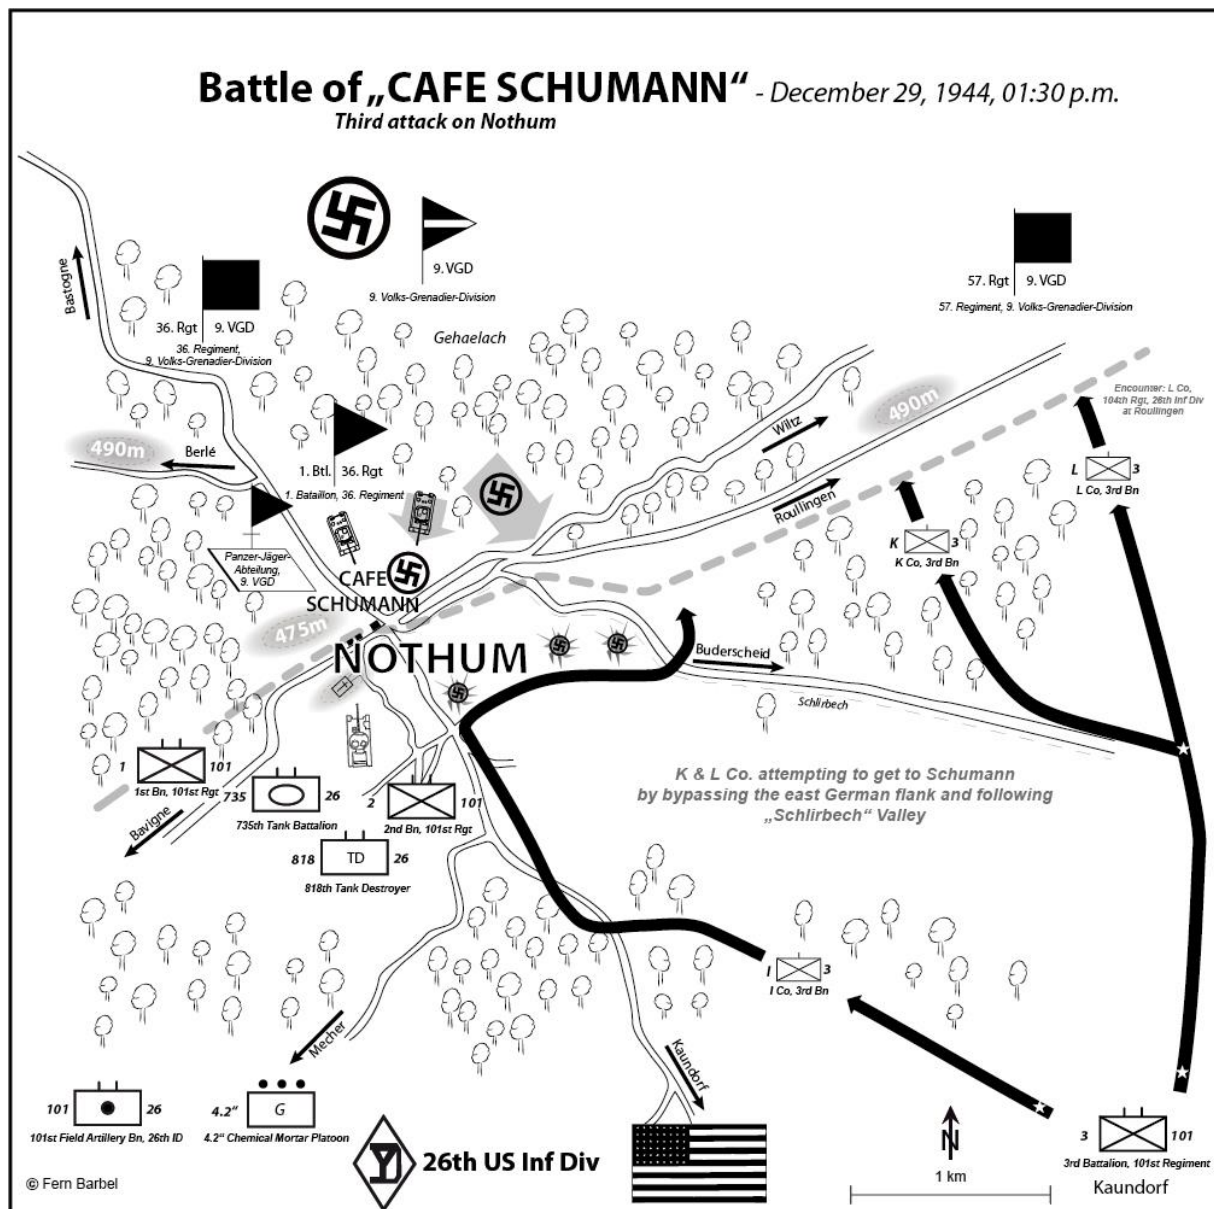 Battle of „CAFE SCHUMANN“ - December 29, 1944, 01:30 p.m.
Third attack on Nothum
Bastogne
36. Rgt 9. VGD
36. Regiment,
9. Volks-Grenadier-Division
9. VGD
9. Volks-Grenadier-Division
57. Rgt 9. VGD
57. Regiment, 9. Volks-Grenadier-Division
Gehaelach
490m
Encounter: L Co,
104th Rgt, 26th Inf Div
at Roullingen
490m
Berlé
1. Btl. 36. Rgt
1. Bataillon, 36. Regiment
Wiltz
Roullingen
L 3
L Co, 3rd Bn
K 3
K Co, 3rd Bn
Panzer-Jäger-
Abteilung,
9. VGD
CAFE
SCHUMANN
475m
NOTHUM
Buderscheid
Schlirbech
1 101
1st Bn, 101st Rgt
735 26
735th Tank Battalion
2 101
2nd Bn, 101st Rgt
Bavigne
818 TD 26
818th Tank Destroyer
K & L Co. attempting to get to Schumann
by bypassing the east German flank and following
„Schlirbech“ Valley
I 3
I Co, 3rd Bn
Mecher
Kaundorf
101 26
101st Field Artillery Bn, 26th ID
4.2“ G
4.2“ Chemical Mortar Platoon
YD
26th US Inf Div
N
1 km
3 101
3rd Battalion, 101st Regiment
Kaundorf
© Fern Barbel